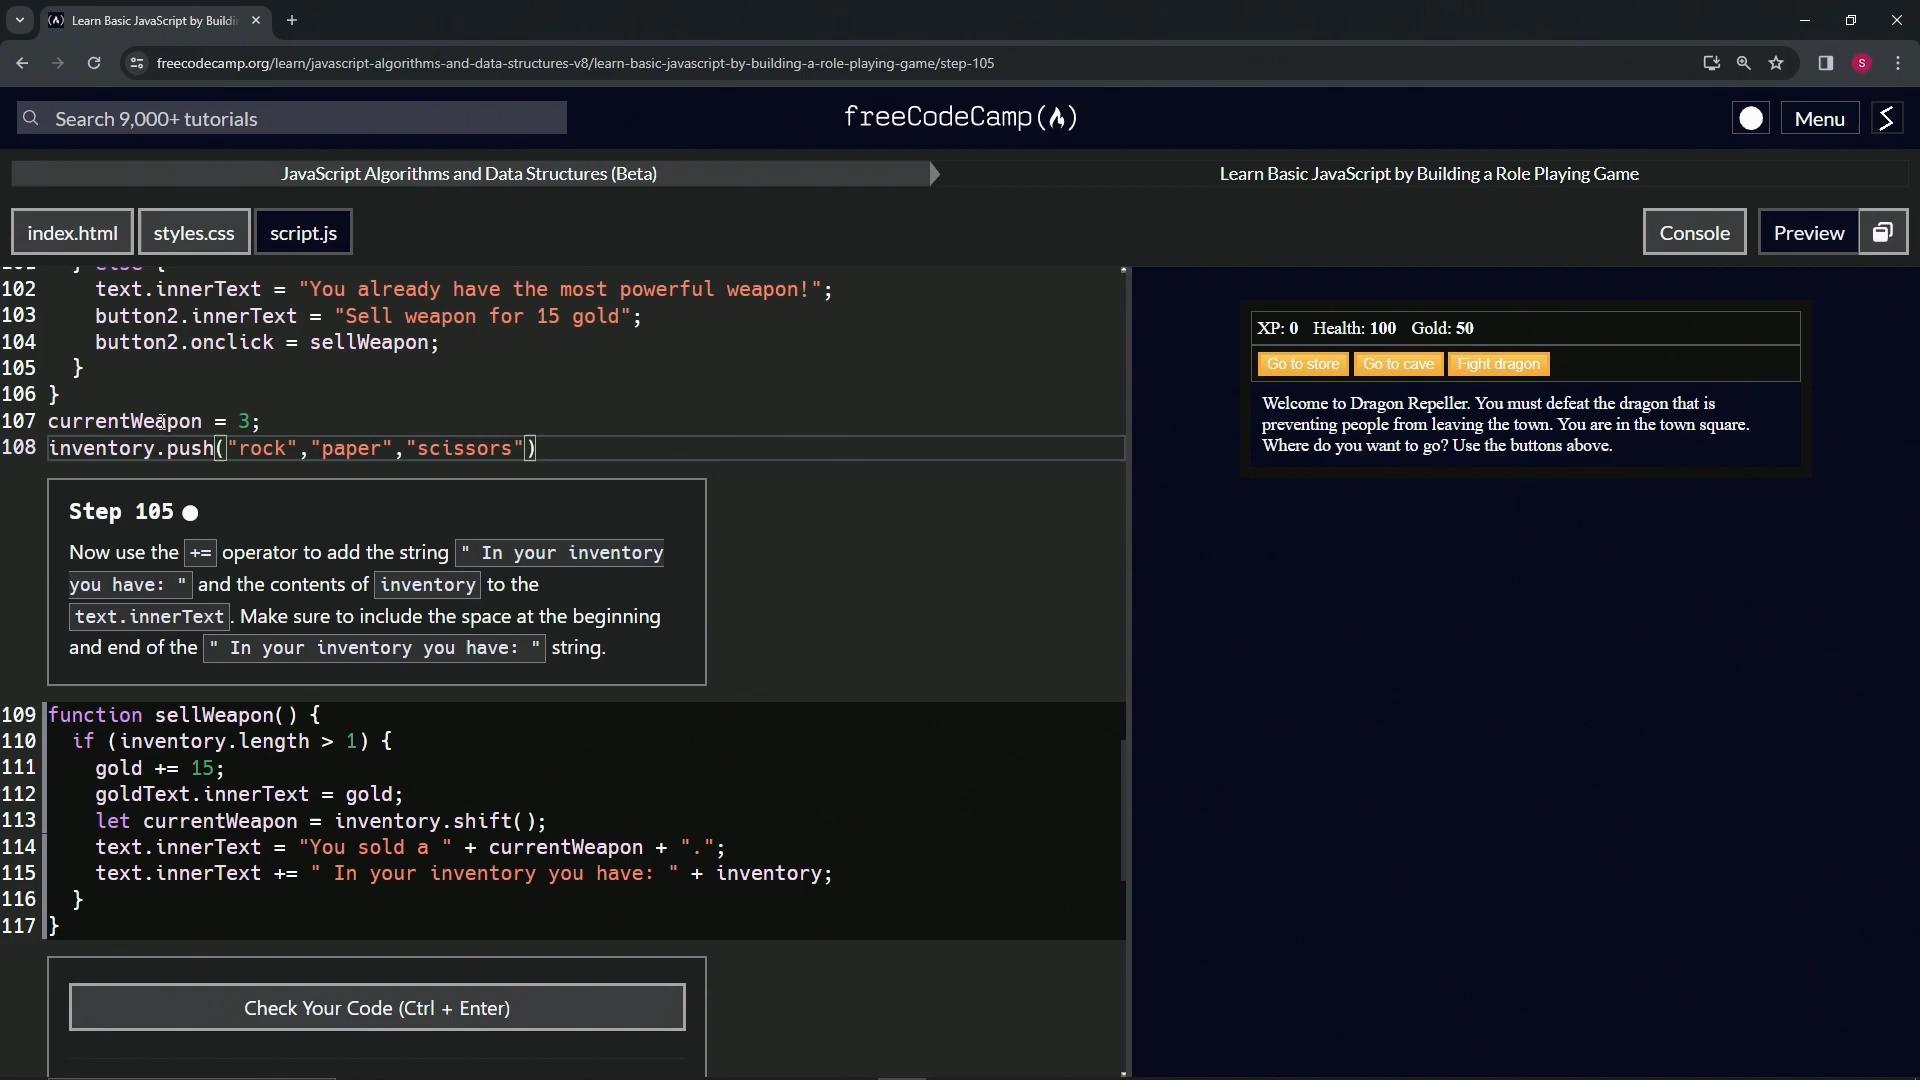 Learn Basic JavaScript by Buildi
freecodecamp.org/learn/javascript-algorithms-and-data-structures-v8/learn-basic-javascript-by-building-a-role-playing-game/step-105
S
Search 9,000+ tutorials
freeCodeCamp(🔥)
Menu
JavaScript Algorithms and Data Structures (Beta)
Learn Basic JavaScript by Building a Role Playing Game
index.html
styles.css
script.js
Console
Preview
101 } else {
102 text.innerText = "You already have the most powerful weapon!";
103 button2.innerText = "Sell weapon for 15 gold";
104 button2.onclick = sellWeapon;
105 }
106 }
107 currentWeapon = 3;
108 inventory.push("rock","paper","scissors")
Step 105
Now use the += operator to add the string " In your inventory
you have: " and the contents of inventory to the
text.innerText. Make sure to include the space at the beginning
and end of the " In your inventory you have: " string.
109 function sellWeapon() {
110 if (inventory.length > 1) {
111 gold += 15;
112 goldText.innerText = gold;
113 let currentWeapon = inventory.shift();
114 text.innerText = "You sold a " + currentWeapon + ".";
115 text.innerText += " In your inventory you have: " + inventory;
116 }
117 }
Check Your Code (Ctrl + Enter)
XP: 0 Health: 100 Gold: 50
Go to store
Go to cave
Fight dragon
Welcome to Dragon Repeller. You must defeat the dragon that is
preventing people from leaving the town. You are in the town square.
Where do you want to go? Use the buttons above.